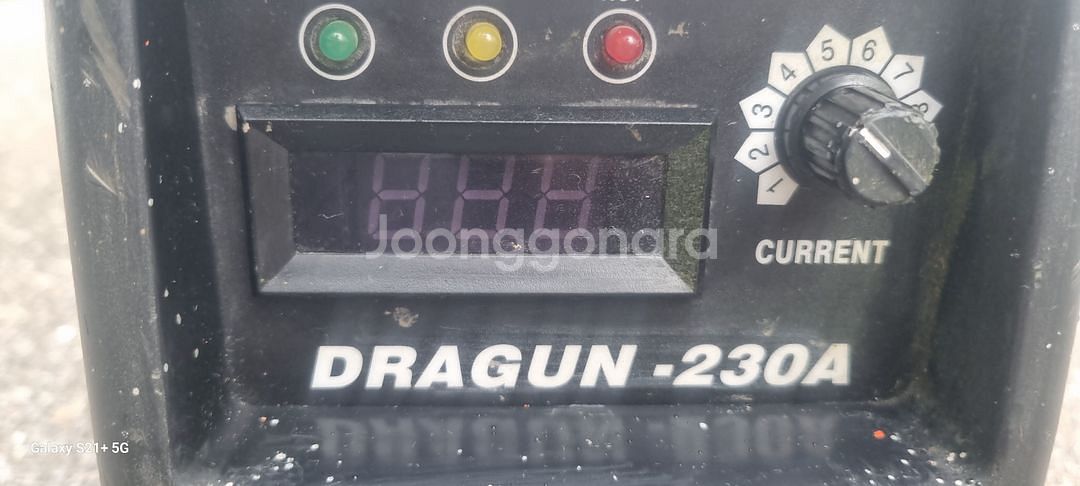 1
2
3
4
5
6
7
8
CURRENT
Joonggonara
DRAGUN -230A
Galaxy S21+ 5G